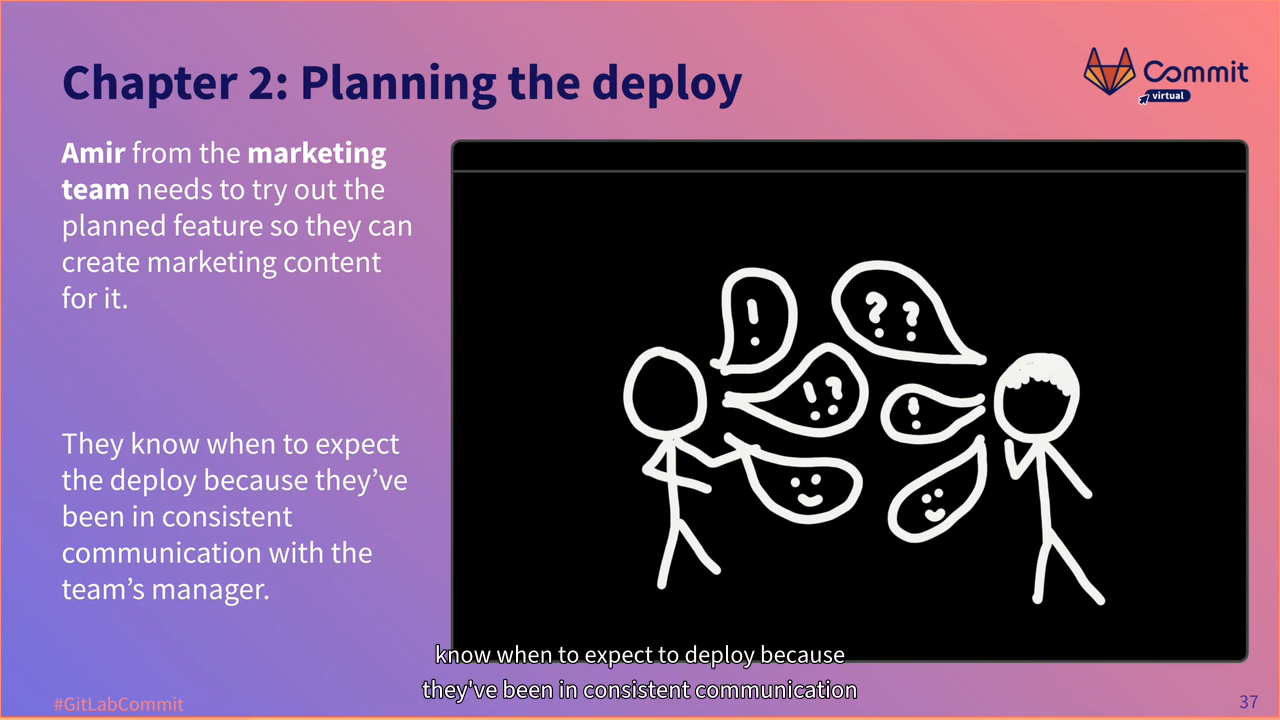 Chapter 2: Planning the deploy
Commit
virtual
Amir from the marketing
team needs to try out the
planned feature so they can
create marketing content
for it.
!
? ?
!?
!
They know when to expect
the deploy because they’ve
been in consistent
communication with the
team’s manager.
know when to expect to deploy because
they've been in consistent communication
#GitLabCommit
37